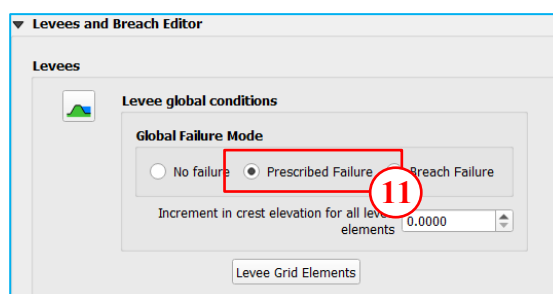 Levees and Breach Editor
Levees
Levee global conditions
Global Failure Mode
No failure Prescribed Failure Breach Failure
11
Increment in crest elevation for all
elements 0.0000
Levee Grid Elements